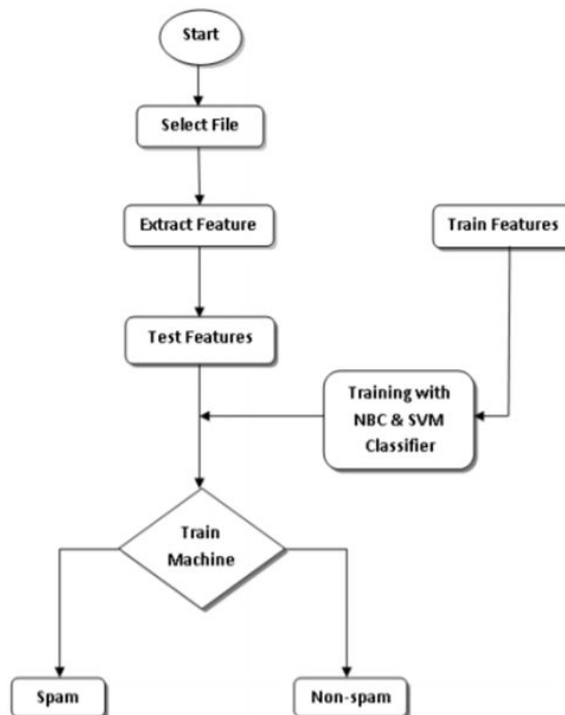 Start
Select File
Extract Feature
Train Features
Test Features
Training with
NBC & SVM
Classifier
Train
Machine
Spam
Non-spam